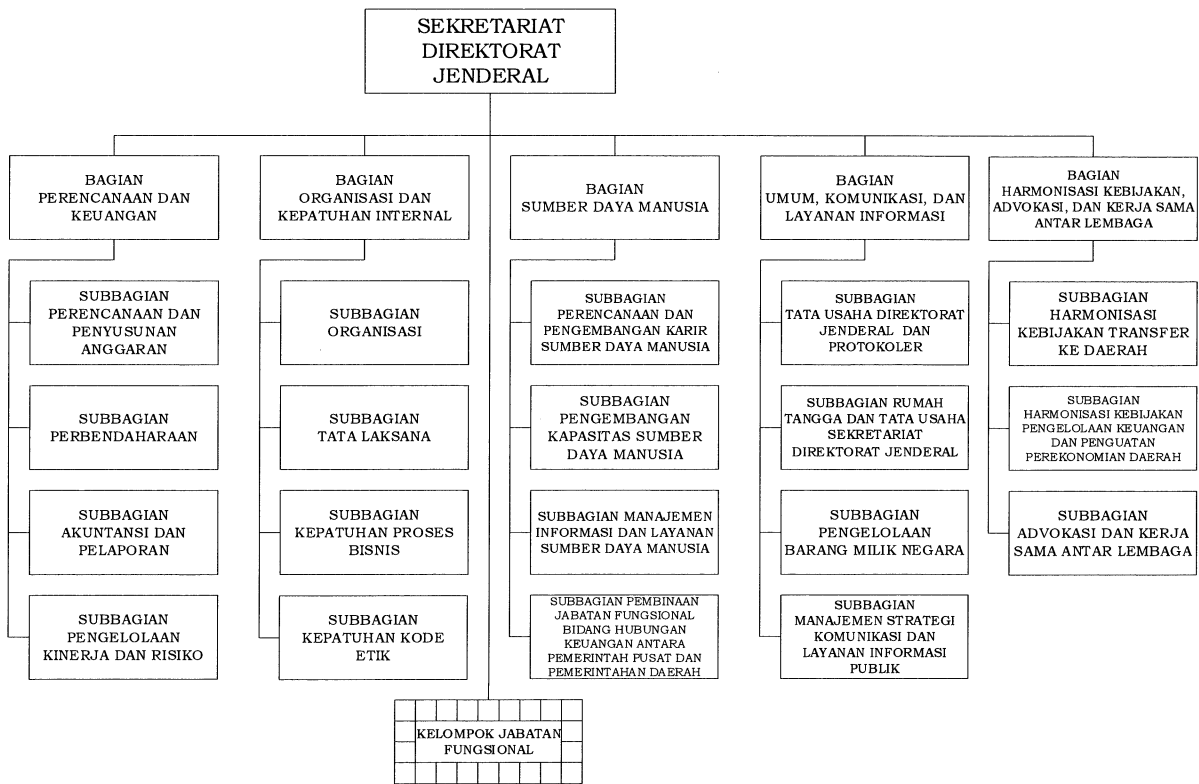 SEKRETARIAT
DIREKTORAT
JENDERAL
BAGIAN
PERENCANAAN DAN
KEUANGAN
BAGIAN
ORGANISASI DAN
KEPATUHAN INTERNAL
BAGIAN
SUMBER DAYA MANUSIA
BAGIAN
UMUM, KOMUNIKASI, DAN
LAYANAN INFORMASI
BAGIAN
HARMONISASI KEBIJAKAN,
ADVOKASI, DAN KERJA SAMA
ANTAR LEMBAGA
SUBBAGIAN
PERENCANAAN DAN
PENYUSUNAN
ANGGARAN
SUBBAGIAN
ORGANISASI
SUBBAGIAN
PERENCANAAN DAN
PENGEMBANGAN KARIR
SUMBER DAYA MANUSIA
SUBBAGIAN
TATA USAHA DIREKTORAT
JENDERAL DAN
PROTOKOLER
SUBBAGIAN
HARMONISASI
KEBIJAKAN TRANSFER
KE DAERAH
SUBBAGIAN
PERBENDAHARAAN
SUBBAGIAN
TATA LAKSANA
SUBBAGIAN
PENGEMBANGAN
KAPASITAS SUMBER
DAYA MANUSIA
SUBBAGIAN RUMAH
TANGGA DAN TATA USAHA
SEKRETARIAT
DIREKTORAT JENDERAL
SUBBAGIAN
HARMONISASI KEBIJAKAN
PENGELOLAAN KEUANGAN
DAN PENGUATAN
PEREKONOMIAN DAERAH
SUBBAGIAN
AKUNTANSI DAN
PELAPORAN
SUBBAGIAN
KEPATUHAN PROSES
BISNIS
SUBBAGIAN MANAJEMEN
INFORMASI DAN LAYANAN
SUMBER DAYA MANUSIA
SUBBAGIAN
PENGELOLAAN
BARANG MILIK NEGARA
SUBBAGIAN
ADVOKASI DAN KERJA
SAMA ANTAR LEMBAGA
SUBBAGIAN
PENGELOLAAN
KINERJA DAN RISIKO
SUBBAGIAN
KEPATUHAN KODE
ETIK
SUBBAGIAN PEMBINAAN
JABATAN FUNGSIONAL
BIDANG HUBUNGAN
KEUANGAN ANTARA
PEMERINTAH PUSAT DAN
PEMERINTAHAN DAERAH
SUBBAGIAN
MANAJEMEN STRATEGI
KOMUNIKASI DAN
LAYANAN INFORMASI
PUBLIK
KELOMPOK JABATAN
FUNGSIONAL